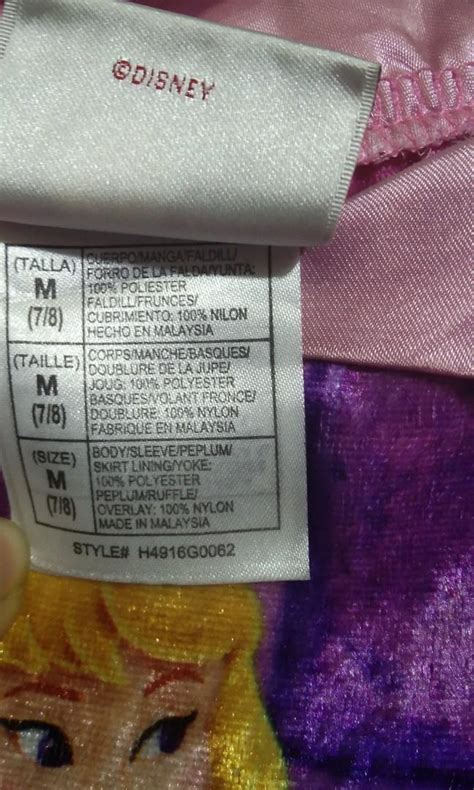 ©DISNEY
(TALLA)
M
(7/8)
CUERPO/MANGA/FALDILL/
FORRO DE LA FALDA/YUNTA:
100% POLIESTER
FALDILL/FRUNCES/
CUBRIMIENTO: 100% NILON
HECHO EN MALAYSIA
(TAILLE)
M
(7/8)
CORPS/MANCHE/BASQUES/
DOUBLURE DE LA JUPE/
JOUG: 100% POLYESTER
BASQUES/VOLANT FRONCE/
DOUBLURE: 100% NYLON
FABRIQUE EN MALAYSIA
(SIZE)
M
(7/8)
BODY/SLEEVE/PEPLUM/
SKIRT LINING/YOKE:
100% POLYESTER
PEPLUM/RUFFLE/
OVERLAY: 100% NYLON
MADE IN MALAYSIA
STYLE# H4916G0062